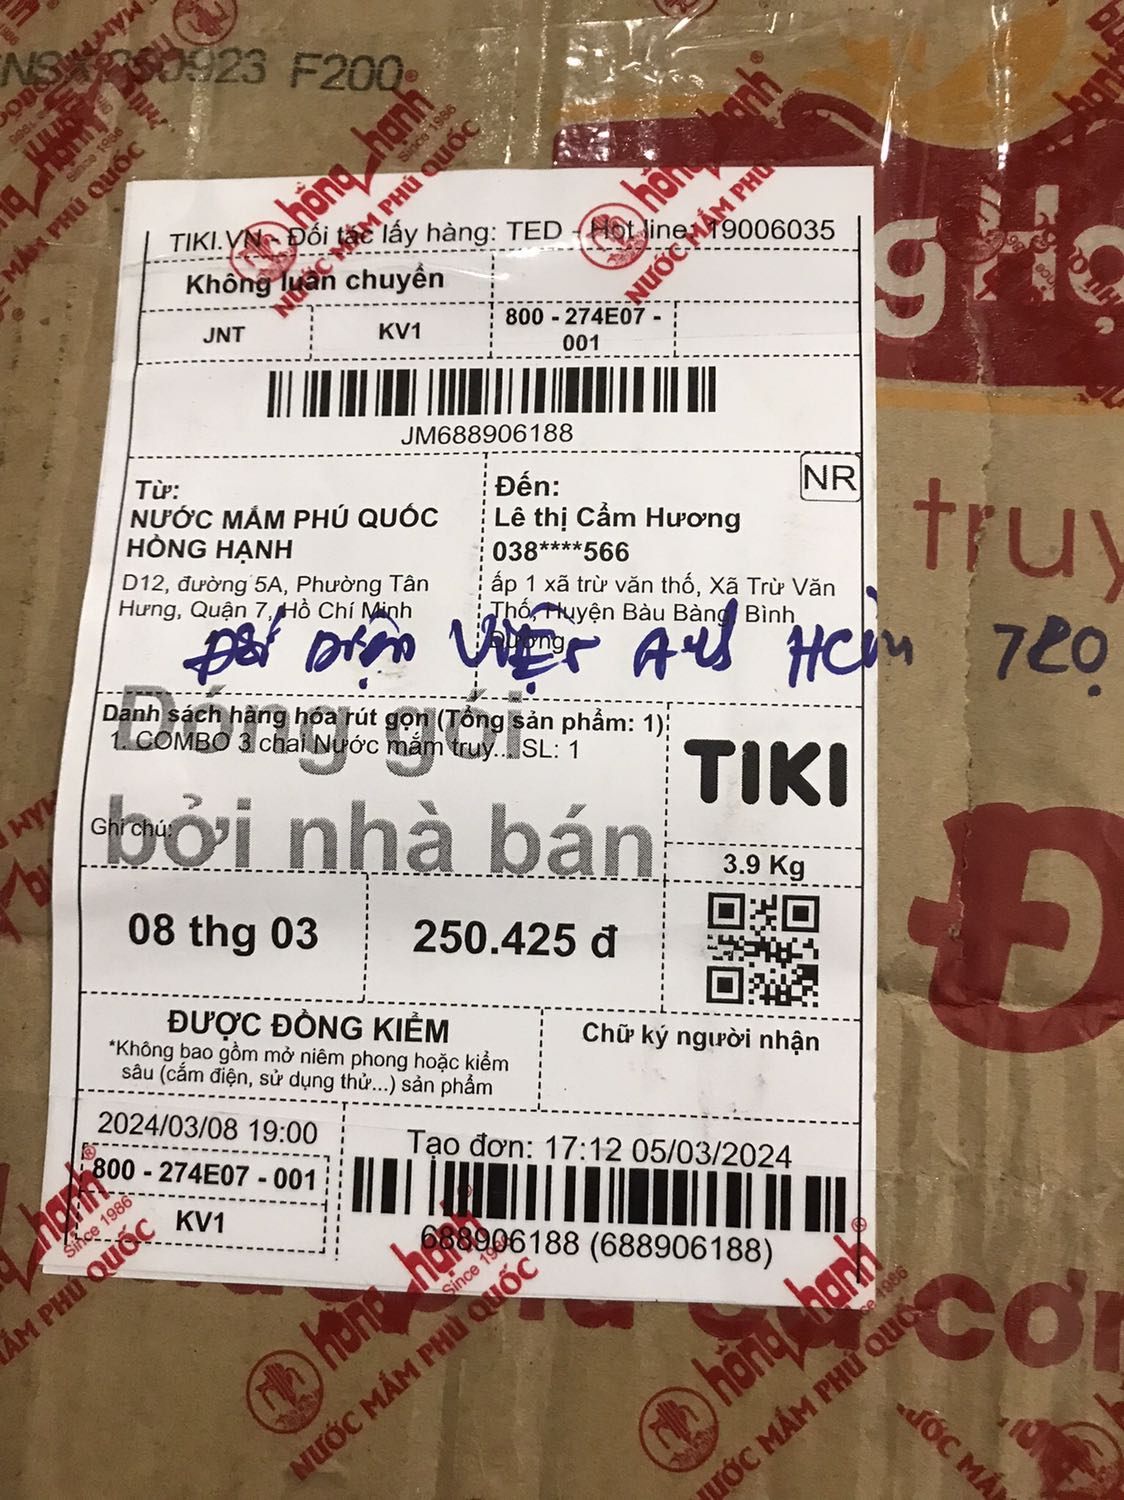 NSX 260923 F200
TIKI.VN - Đối tác lấy hàng: TED - Hot line: 19006035
Không luân chuyển
JNT
KV1
800 - 274E07 -
001
JM688906188
NR
Từ:
NƯỚC MẮM PHÚ QUỐC
HỒNG HẠNH
D12, đường 5A, Phường Tân
Hưng, Quận 7, Hồ Chí Minh
Đến:
Lê thị Cẩm Hương
038****566
ấp 1 xã trừ văn thố, Xã Trừ Văn
Thố, Huyện Bàu Bàng, Bình
Dương
Đối Diện Việt HCM
Danh sách hàng hóa rút gọn (Tổng sản phẩm: 1)
1. COMBO 3 chai Nước mắm truy... SL: 1
Đóng gói
bởi nhà bán
Ghi chú:
TIKI
3.9 Kg
08 thg 03
250.425 đ
ĐƯỢC ĐỒNG KIỂM
*Không bao gồm mở niêm phong hoặc kiểm
sâu (cắm điện, sử dụng thử...) sản phẩm
Chữ ký người nhận
2024/03/08 19:00
800 - 274E07 - 001
KV1
Tạo đơn: 17:12 05/03/2024
688906188 (688906188)
truy
Đ
hồng hạnh
Since 1986
NƯỚC MẮM PHÚ QUỐC